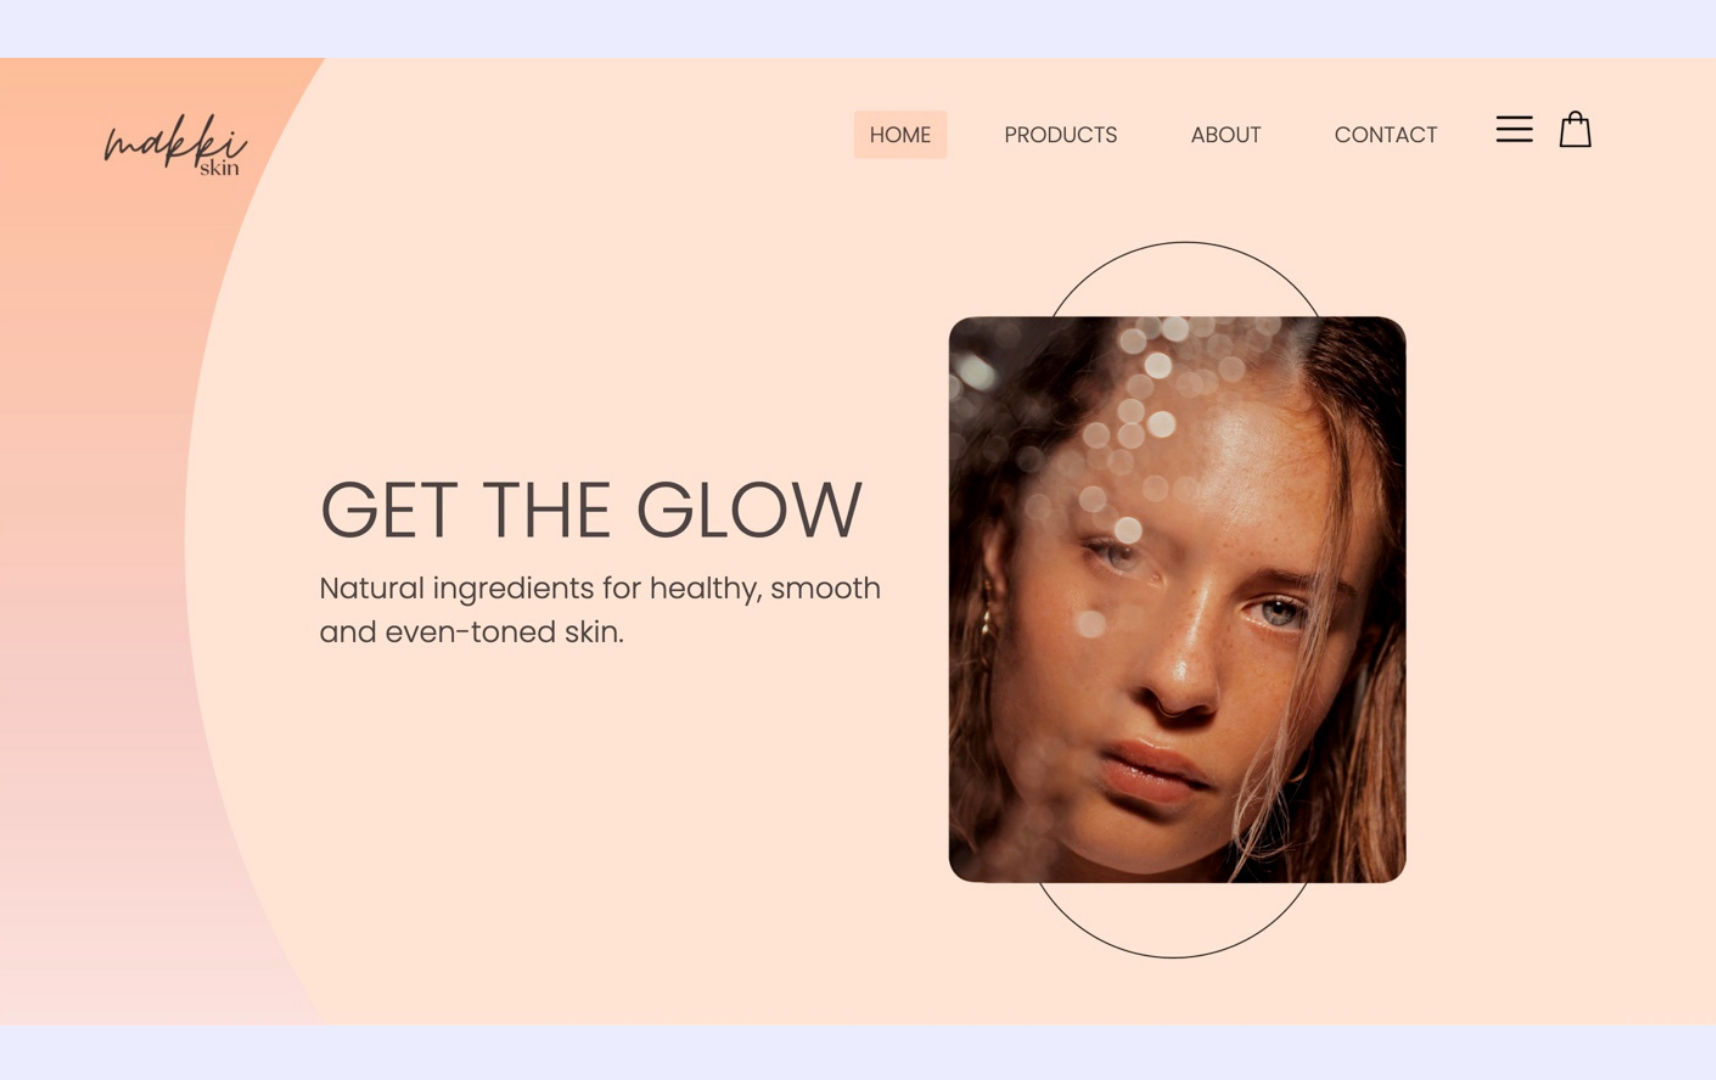 makki
skin
HOME PRODUCTS ABOUT CONTACT
GET THE GLOW
Natural ingredients for healthy, smooth
and even-toned skin.